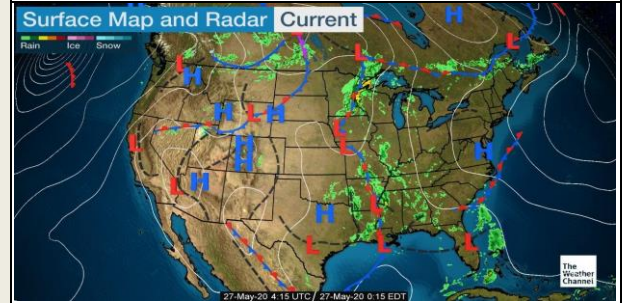 Surface Map and Radar Current
Rain Ice Snow
H
H
L
L
L
H
H
L
H
L
L
H
H
L
H
L
H
L
L
L
L
The
Weather
Channel
27-May-20 4:15 UTC / 27-May-20 0:15 EDT